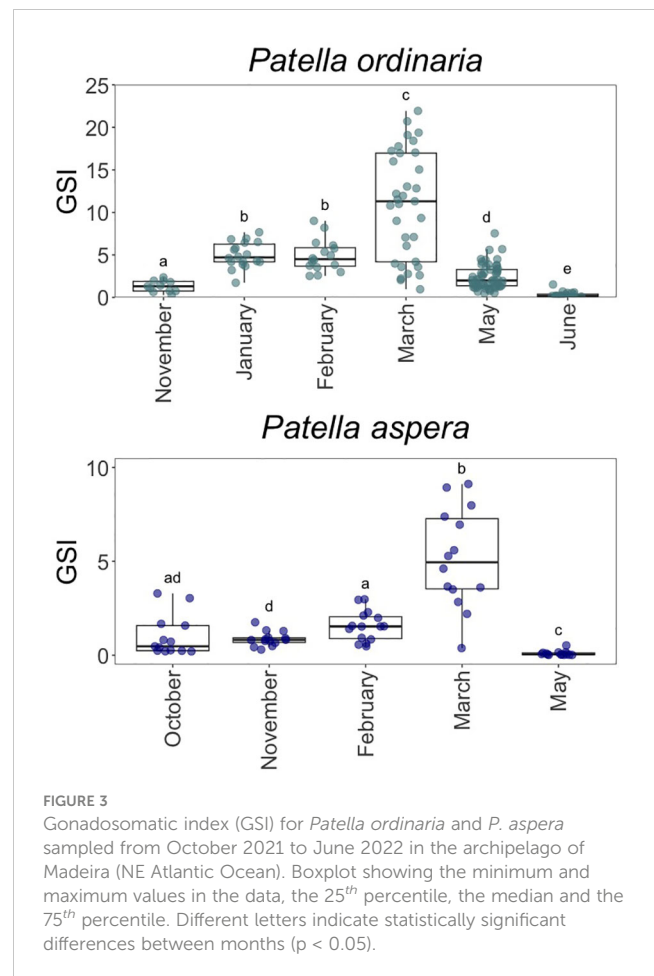 Patella ordinaria
25
20
15
10
5
0
GSI
a
b
b
c
d
e
November
January
February
March
May
June
Patella aspera
10
5
0
GSI
ad
d
a
b
c
October
November
February
March
May
FIGURE 3
Gonadosomatic index (GSI) for Patella ordinaria and P. aspera
sampled from October 2021 to June 2022 in the archipelago of
Madeira (NE Atlantic Ocean). Boxplot showing the minimum and
maximum values in the data, the 25th percentile, the median and the
75th percentile. Different letters indicate statistically significant
differences between months (p < 0.05).